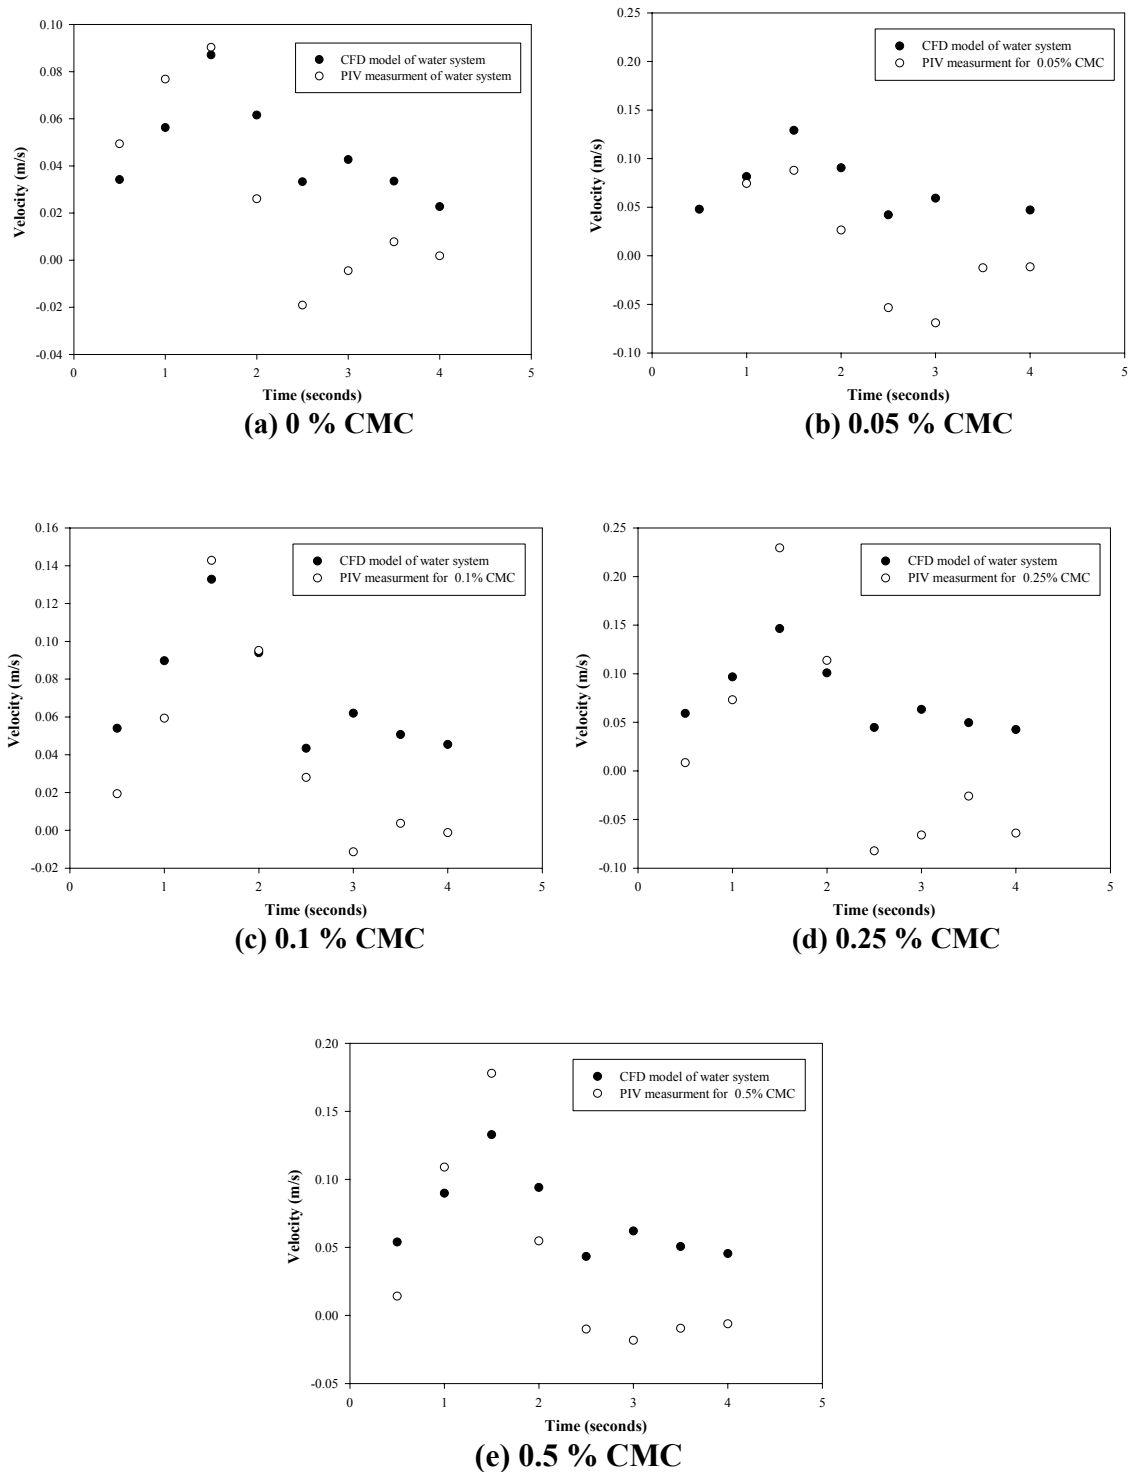 0.10
0.08
0.06
0.04
0.02
0.00
-0.02
-0.04
Velocity (m/s)
CFD model of water system
PIV measurment of water system
0 1 2 3 4 5
Time (seconds)
(a) 0 % CMC
0.25
0.20
0.15
0.10
0.05
0.00
-0.05
-0.10
Velocity (m/s)
CFD model of water system
PIV measurment for 0.05% CMC
0 1 2 3 4 5
Time (seconds)
(b) 0.05 % CMC
0.16
0.14
0.12
0.10
0.08
0.06
0.04
0.02
0.00
-0.02
Velocity (m/s)
CFD model of water system
PIV measurment for 0.1% CMC
0 1 2 3 4 5
Time (seconds)
(c) 0.1 % CMC
0.25
0.20
0.15
0.10
0.05
0.00
-0.05
-0.10
Velocity (m/s)
CFD model of water system
PIV measurment for 0.25% CMC
0 1 2 3 4 5
Time (seconds)
(d) 0.25 % CMC
0.20
0.15
0.10
0.05
0.00
-0.05
Velocity (m/s)
CFD model of water system
PIV measurment for 0.5% CMC
0 1 2 3 4 5
Time (seconds)
(e) 0.5 % CMC